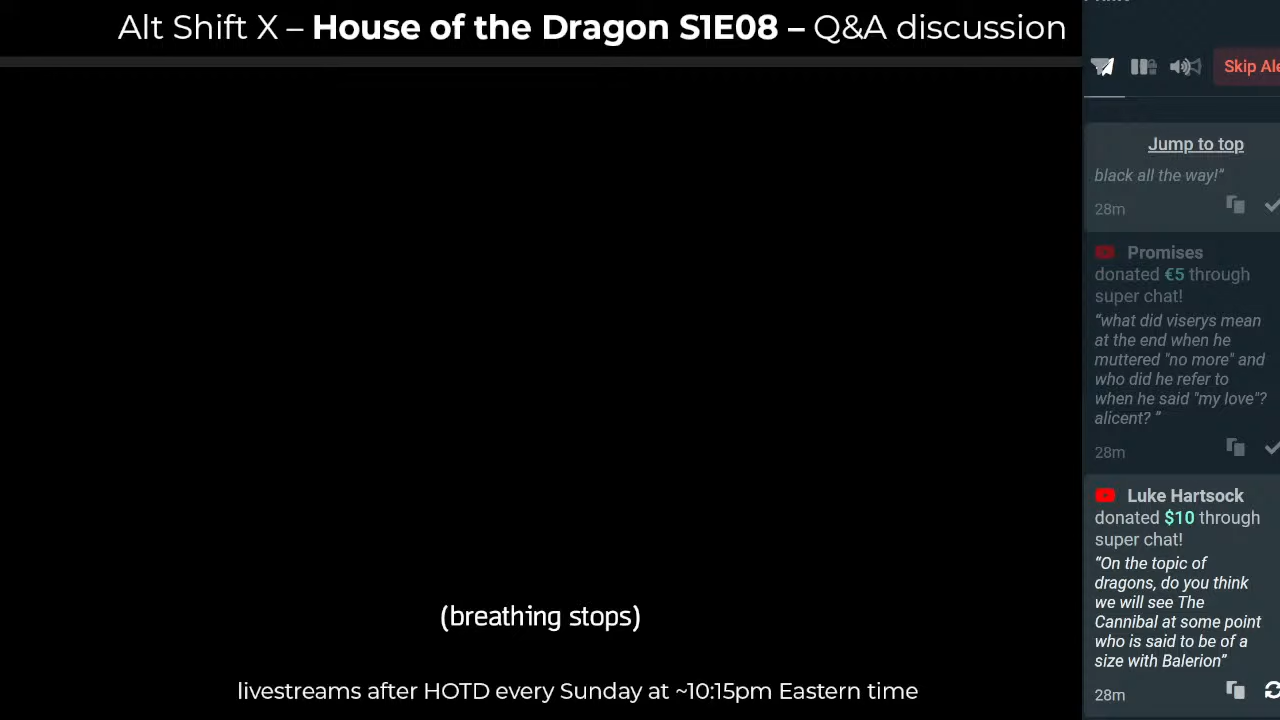 Alt Shift X – House of the Dragon S1E08 – Q&A discussion
Skip Ale
Jump to top
black all the way!”
28m
Promises
donated €5 through
super chat!
“what did viserys mean
at the end when he
muttered "no more" and
who did he refer to
when he said "my love"?
alicent? ”
28m
Luke Hartsock
donated $10 through
super chat!
“On the topic of
dragons, do you think
we will see The
Cannibal at some point
who is said to be of a
size with Balerion”
28m
(breathing stops)
livestreams after HOTD every Sunday at ~10:15pm Eastern time